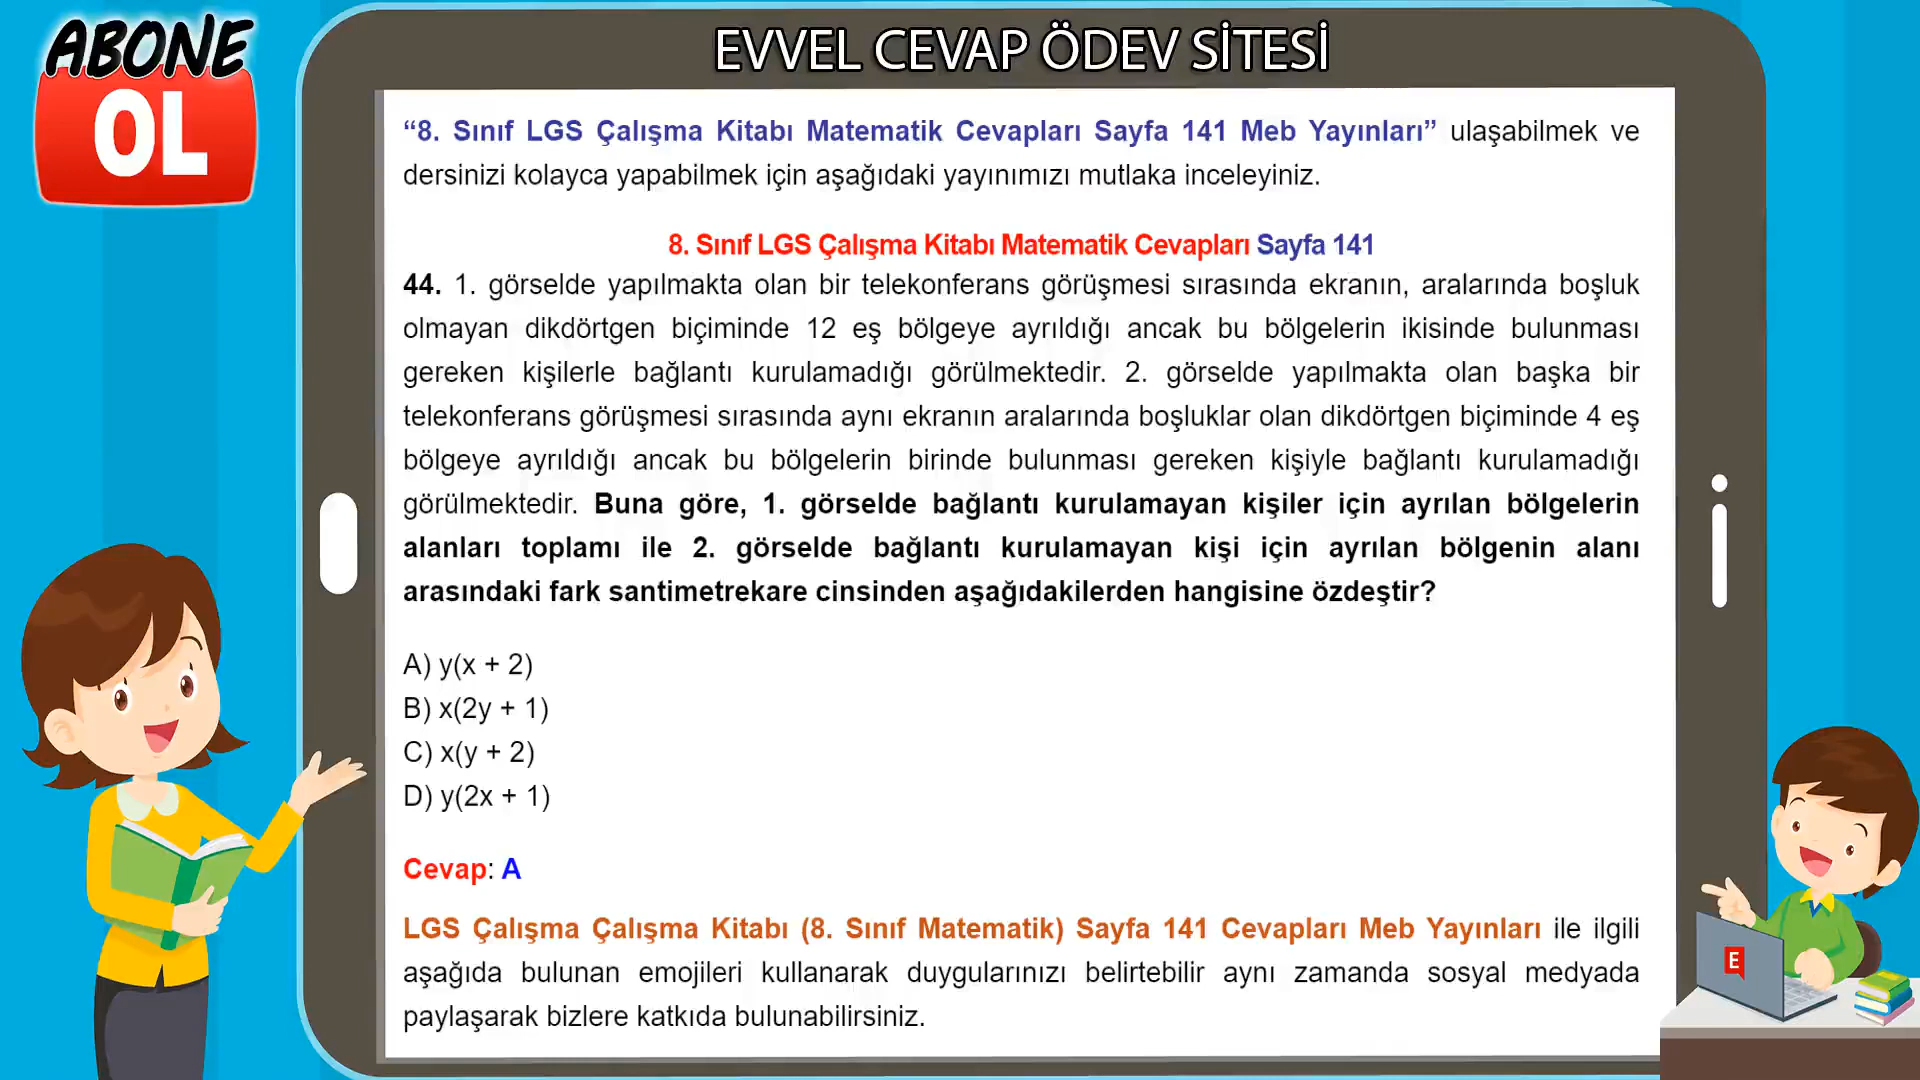 ABONE
OL
EVVEL CEVAP ÖDEV SİTESİ
“8. Sınıf LGS Çalışma Kitabı Matematik Cevapları Sayfa 141 Meb Yayınları” ulaşabilmek ve
dersinizi kolayca yapabilmek için aşağıdaki yayınımızı mutlaka inceleyiniz.
8. Sınıf LGS Çalışma Kitabı Matematik Cevapları Sayfa 141
44. 1. görselde yapılmakta olan bir telekonferans görüşmesi sırasında ekranın, aralarında boşluk
olmayan dikdörtgen biçiminde 12 eş bölgeye ayrıldığı ancak bu bölgelerin ikisinde bulunması
gereken kişilerle bağlantı kurulamadığı görülmektedir. 2. görselde yapılmakta olan başka bir
telekonferans görüşmesi sırasında aynı ekranın aralarında boşluklar olan dikdörtgen biçiminde 4 eş
bölgeye ayrıldığı ancak bu bölgelerin birinde bulunması gereken kişiyle bağlantı kurulamadığı
görülmektedir. Buna göre, 1. görselde bağlantı kurulamayan kişiler için ayrılan bölgelerin
alanları toplamı ile 2. görselde bağlantı kurulamayan kişi için ayrılan bölgenin alanı
arasındaki fark santimetrekare cinsinden aşağıdakilerden hangisine özdeştir?
A) y(x + 2)
B) x(2y + 1)
C) x(y + 2)
D) y(2x + 1)
Cevap: A
LGS Çalışma Çalışma Kitabı (8. Sınıf Matematik) Sayfa 141 Cevapları Meb Yayınları ile ilgili
aşağıda bulunan emojileri kullanarak duygularınızı belirtebilir aynı zamanda sosyal medyada
paylaşarak bizlere katkıda bulunabilirsiniz.
E